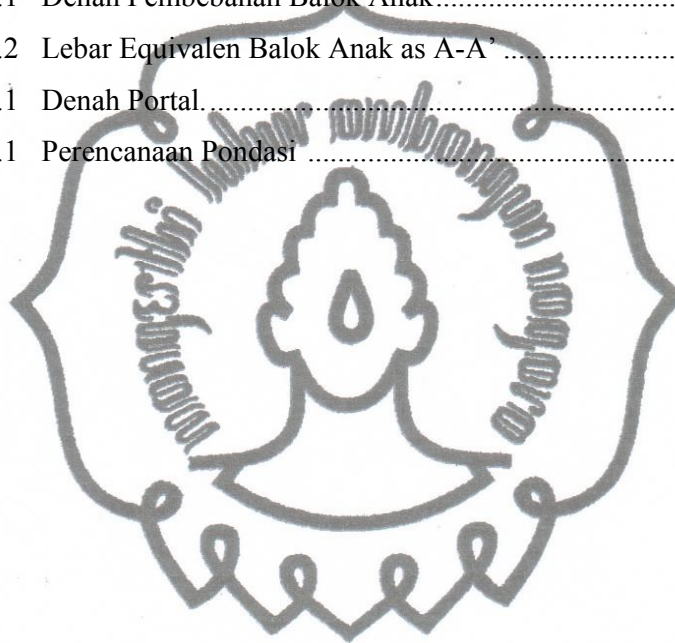 .1 Denah Pembebanan Balok Anak..............................
.2 Lebar Equivalen Balok Anak as A-A’ ......................
.1 Denah Portal...............................................................
.1 Perencanaan Pondasi ................................................